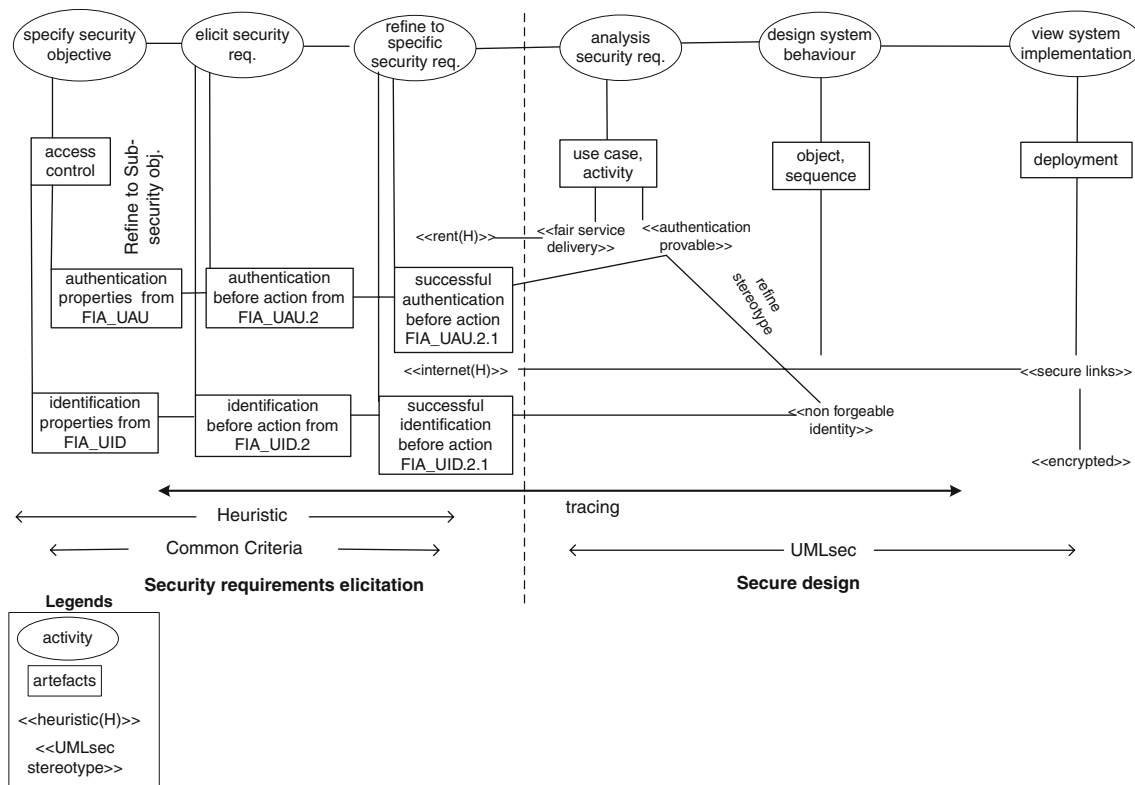 specify security
objective
elicit security
req.
refine to
specific
security req.
analysis
security req.
design system
behaviour
view system
implementation
access
control
Refine to Sub-
security obj.
use case,
activity
object,
sequence
deployment
<<rent(H)>>
<<fair service
delivery>>
<<authentication
provable>>
authentication
properties from
FIA_UAU
authentication
before action from
FIA_UAU.2
successful
authentication
before action
FIA_UAU.2.1
refine
stereotype
<<internet(H)>>
<<secure links>>
identification
properties from
FIA_UID
identification
before action from
FIA_UID.2
successful
identification
before action
FIA_UID.2.1
<<non forgeable
identity>>
<<encrypted>>
tracing
Heuristic
Common Criteria
UMLsec
Security requirements elicitation
Secure design
Legends
activity
artefacts
<<heuristic(H)>>
<<UMLsec
stereotype>>